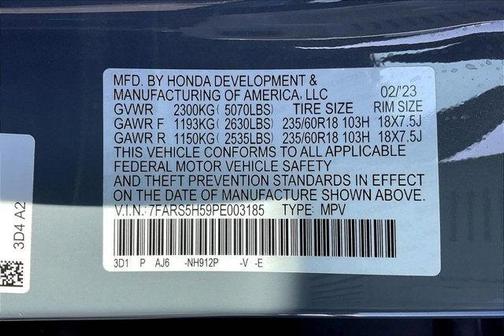 MFD. BY HONDA DEVELOPMENT &
MANUFACTURING OF AMERICA, LLC 02/'23
GVWR 2300KG ( 5070LBS) TIRE SIZE RIM SIZE
GAWR F 1193KG ( 2630LBS) 235/60R18 103H 18X7.5J
GAWR R 1150KG ( 2535LBS) 235/60R18 103H 18X7.5J
THIS VEHICLE CONFORMS TO ALL APPLICABLE
FEDERAL MOTOR VEHICLE SAFETY
STANDARDS IN EFFECT
ON THE DATE OF MANUFACTURE SHOWN ABOVE.
V.I.N.: 7FARS5H59PE003185 TYPE: MPV
3D1 P AJ6 -NH912P -V -E
3D4 A2